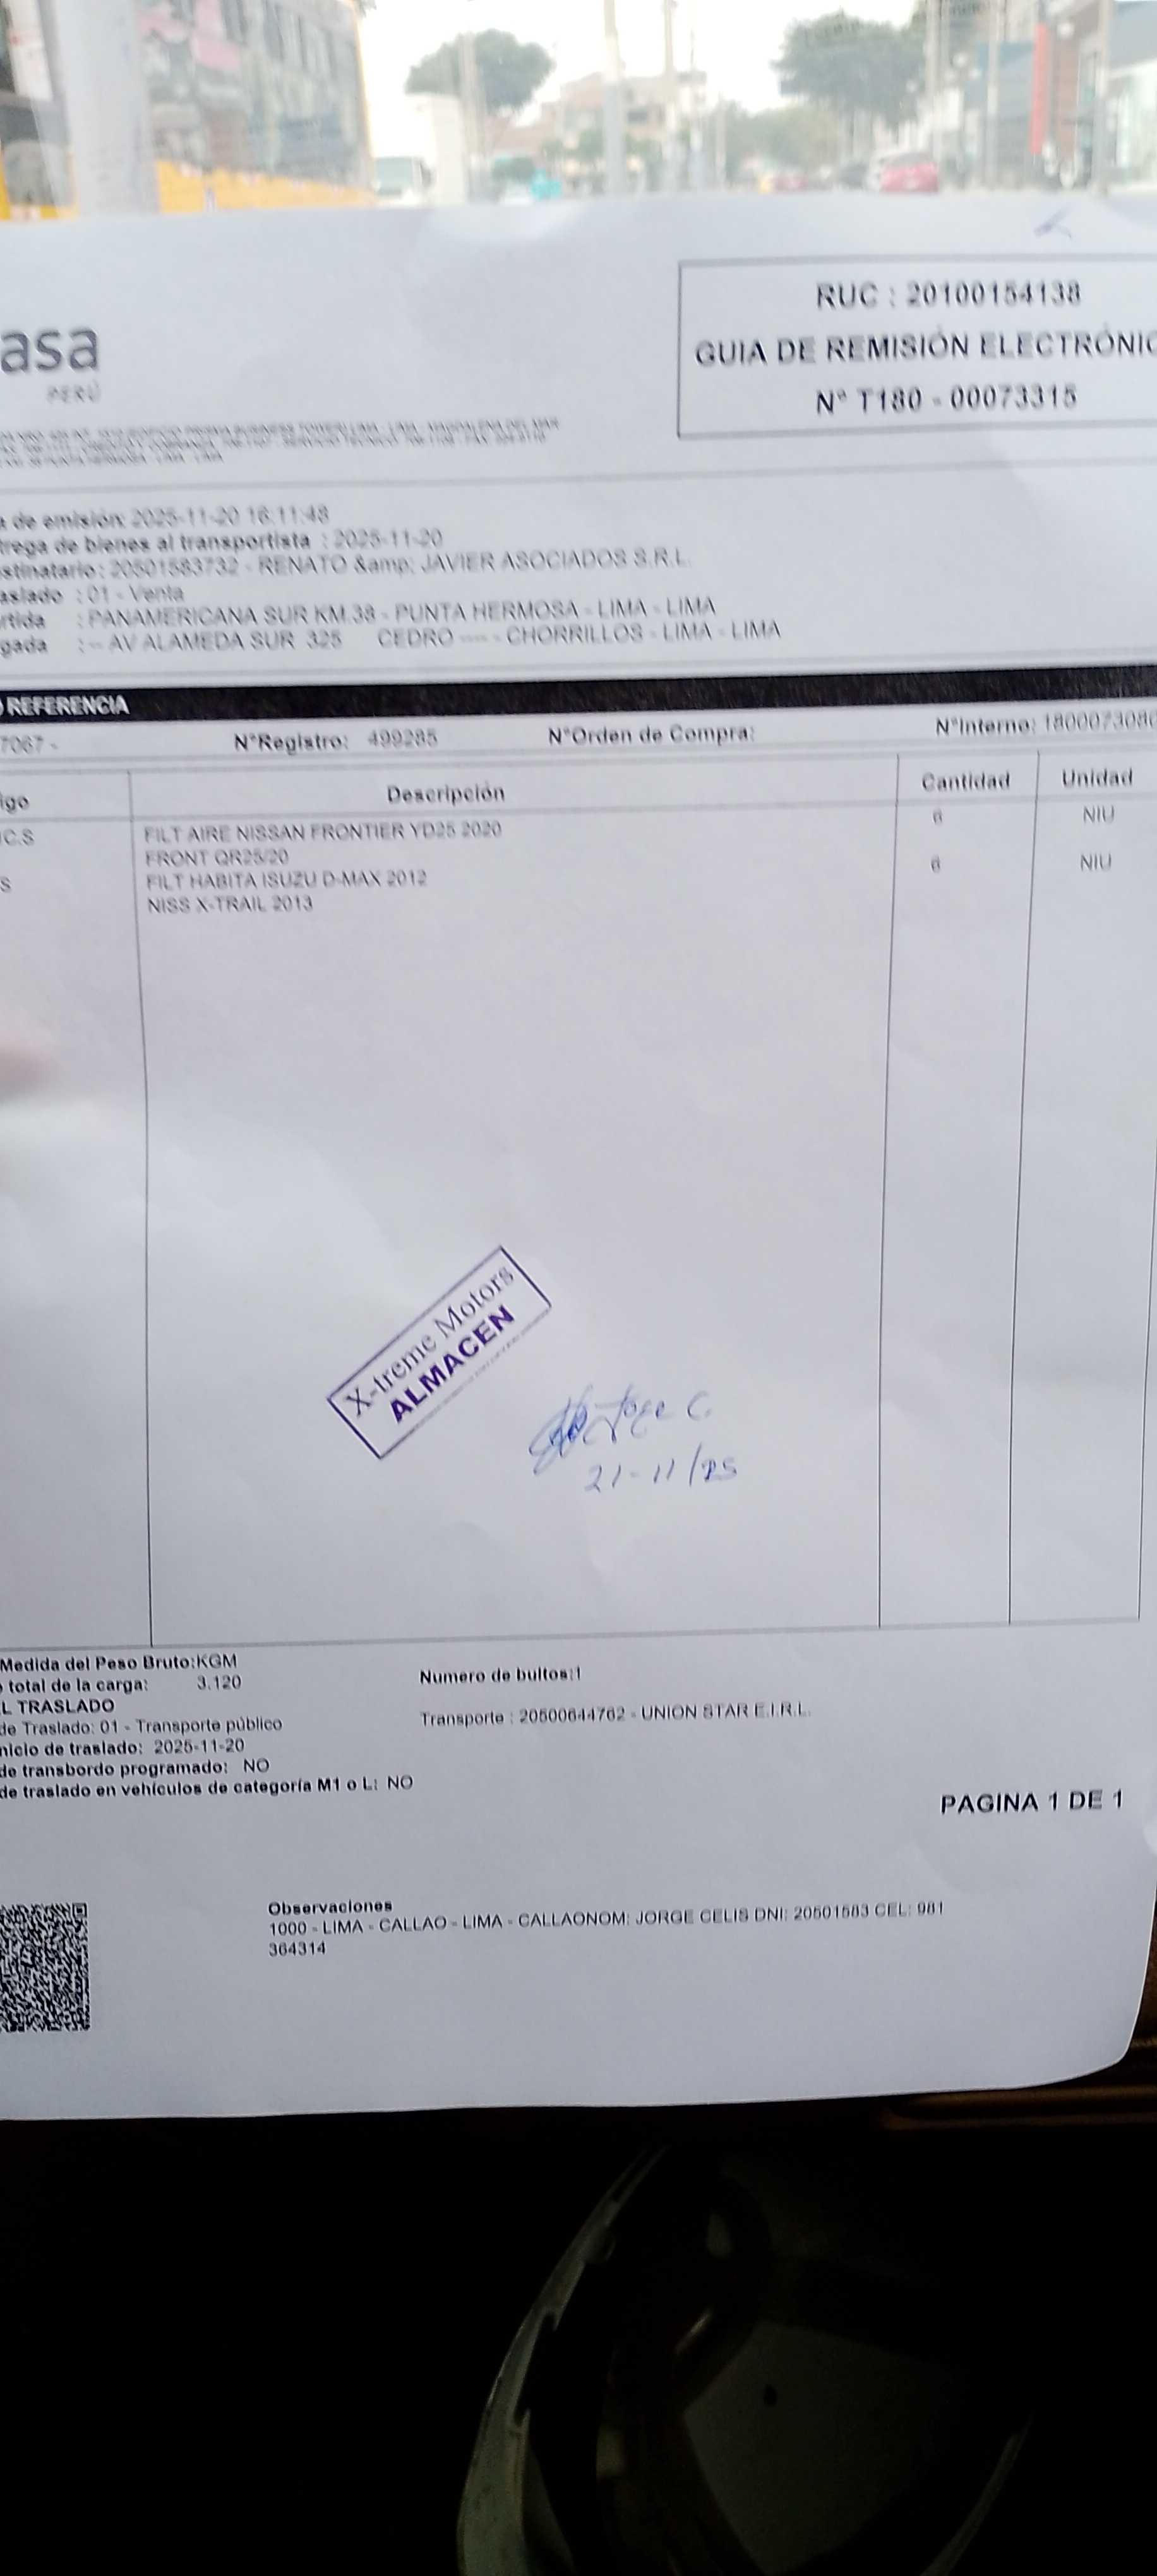 RUC : 20100154138
GUIA DE REMISIÓN ELECTRÓNIC
N° T180 - 00073315
asa
PERÚ
de emisión: 2025-11-20 16:11:48
trega de bienes al transportista : 2025-11-20
stinatario: 20501583732 - RENATO &amp; JAVIER ASOCIADOS S.R.L.
aslado : 01 - Venta
rtida : PANAMERICANA SUR KM.38 - PUNTA HERMOSA - LIMA - LIMA
gada : -- AV ALAMEDA SUR 325 CEDRO ---- - CHORRILLOS - LIMA - LIMA
REFERENCIA
7067 - N°Registro: 499285 N°Orden de Compra: N°Interno: 1800073080
igo Descripción Cantidad Unidad
C.S FILT AIRE NISSAN FRONTIER YD25 2020 6 NIU
FRONT QR25/20
S FILT HABITA ISUZU D-MAX 2012 6 NIU
NISS X-TRAIL 2013
X-treme Motors
ALMACEN
Jorge C.
21-11/25
Medida del Peso Bruto:KGM
total de la carga: 3.120 Numero de bultos:1
L TRASLADO
de Traslado: 01 - Transporte público Transporte : 20500644762 - UNION STAR E.I.R.L.
nicio de traslado: 2025-11-20
de transbordo programado: NO
de traslado en vehículos de categoría M1 o L: NO
PAGINA 1 DE 1
Observaciones
1000 - LIMA - CALLAO - LIMA - CALLAONOM: JORGE CELIS DNI: 20501583 CEL: 981
364314